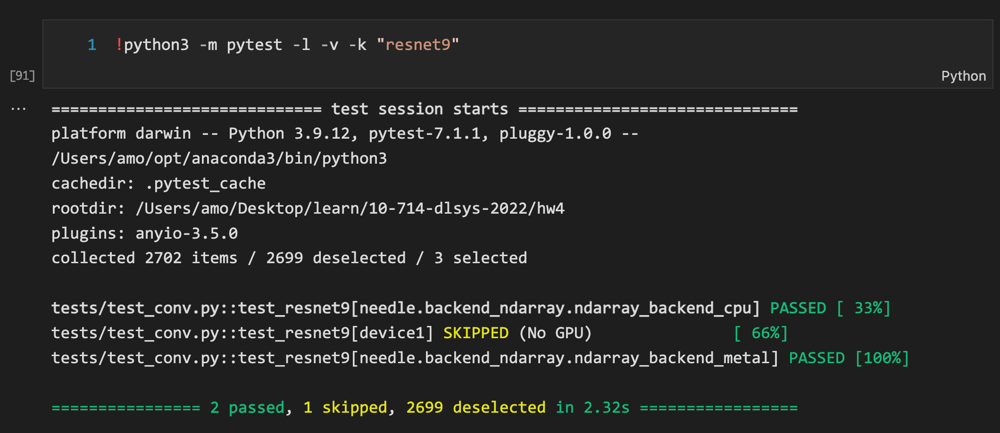 1 !python3 -m pytest -l -v -k "resnet9"
[91]
Python
... ============================= test session starts ==============================
platform darwin -- Python 3.9.12, pytest-7.1.1, pluggy-1.0.0 --
/Users/amo/opt/anaconda3/bin/python3
cachedir: .pytest_cache
rootdir: /Users/amo/Desktop/learn/10-714-dlsys-2022/hw4
plugins: anyio-3.5.0
collected 2702 items / 2699 deselected / 3 selected
tests/test_conv.py::test_resnet9[needle.backend_ndarray.ndarray_backend_cpu] PASSED [ 33%]
tests/test_conv.py::test_resnet9[device1] SKIPPED (No GPU) [ 66%]
tests/test_conv.py::test_resnet9[needle.backend_ndarray.ndarray_backend_metal] PASSED [100%]
================ 2 passed, 1 skipped, 2699 deselected in 2.32s =================